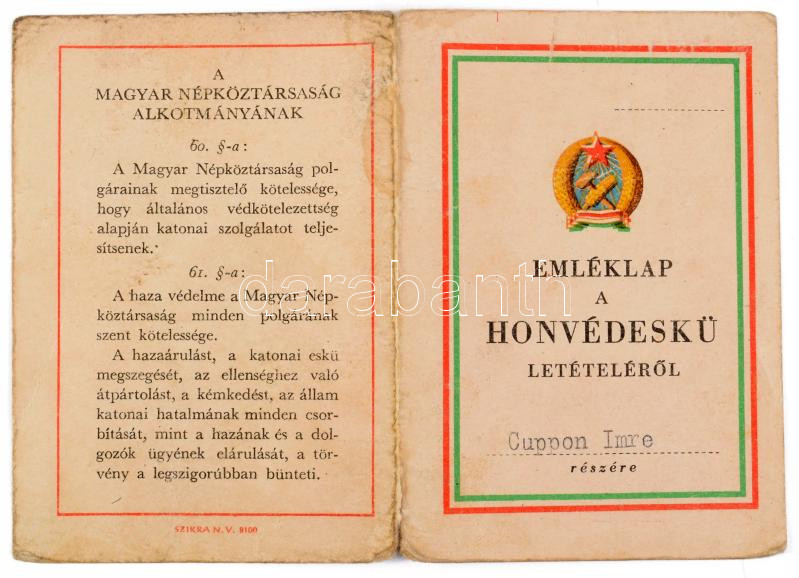 A
MAGYAR NÉPKÖZTÁRSASÁG
ALKOTMÁNYÁNAK
60. §-a:
A Magyar Népköztársaság pol-
gárainak megtisztelő kötelessége,
hogy általános védkötelezettség
alapján katonai szolgálatot telje-
sítsenek.
61. §-a:
A haza védelme a Magyar Nép-
köztársaság minden polgárának
szent kötelessége.
A hazaárulást, a katonai eskü
megszegését, az ellenséghez való
átpártolást, a kémkedést, az állam
katonai hatalmának minden csor-
bítását, mint a hazának és a dol-
gozók ügyének elárulását, a tör-
vény a legszigorúbban bünteti.
SZIKRA N. V. 8100
EMLÉKLAP
A
HONVÉDESKÜ
LETÉTELÉRŐL
Cuppon Imre
részére
darabanth